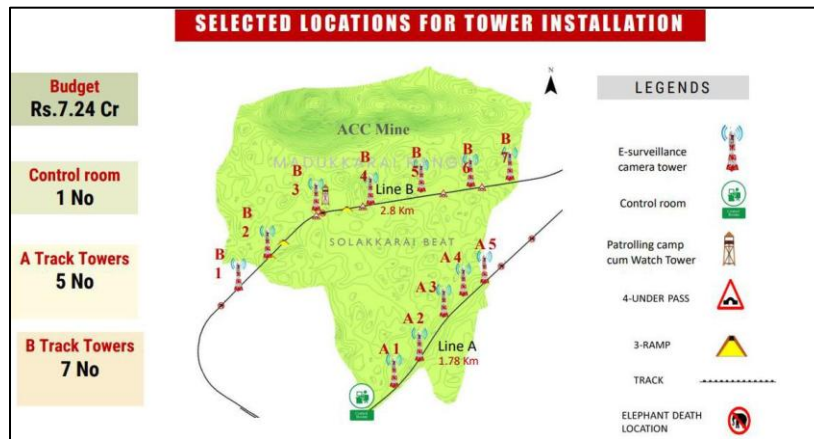 SELECTED LOCATIONS FOR TOWER INSTALLATION
Budget
Rs.7.24 Cr
Control room
1 No
A Track Towers
5 No
B Track Towers
7 No
N
ACC Mine
SOLAKKARAI BEAT
B
1
B
2
B
3
B
4
B
5
B
6
B
7
Line B
2.8 Km
A 1
A 2
A 3
A 4
A 5
Line A
1.78 Km
LEGENDS
E-surveillance
camera tower
Control room
Patrolling camp
cum Watch Tower
4-UNDER PASS
3-RAMP
TRACK
ELEPHANT DEATH
LOCATION